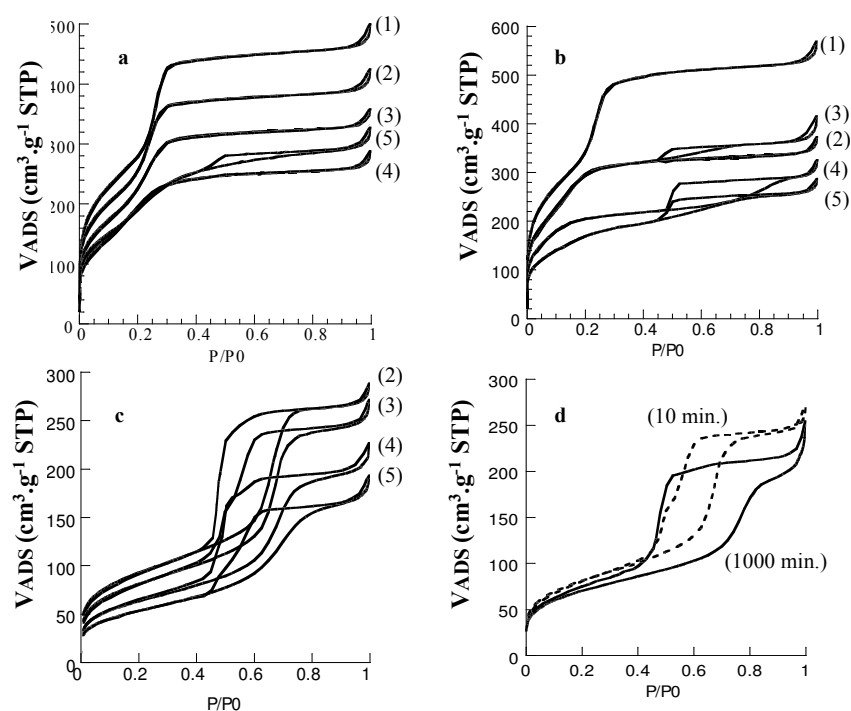 a
500
400
300
200
100
0
VADS (cm³.g⁻¹ STP)
(1)
(2)
(3)
(5)
(4)
0 0.2 0.4 0.6 0.8 1
P/P0
b
600
500
400
300
200
100
0
VADS (cm³.g⁻¹ STP)
(1)
(3)
(2)
(4)
(5)
0 0.2 0.4 0.6 0.8 1
P/P0
c
300
250
200
150
100
50
0
VADS (cm³.g⁻¹ STP)
(2)
(3)
(4)
(5)
0 0.2 0.4 0.6 0.8 1
P/P0
d
300
250
200
150
100
50
0
VADS (cm³.g⁻¹ STP)
(10 min.)
(1000 min.)
0 0.2 0.4 0.6 0.8 1
P/P0